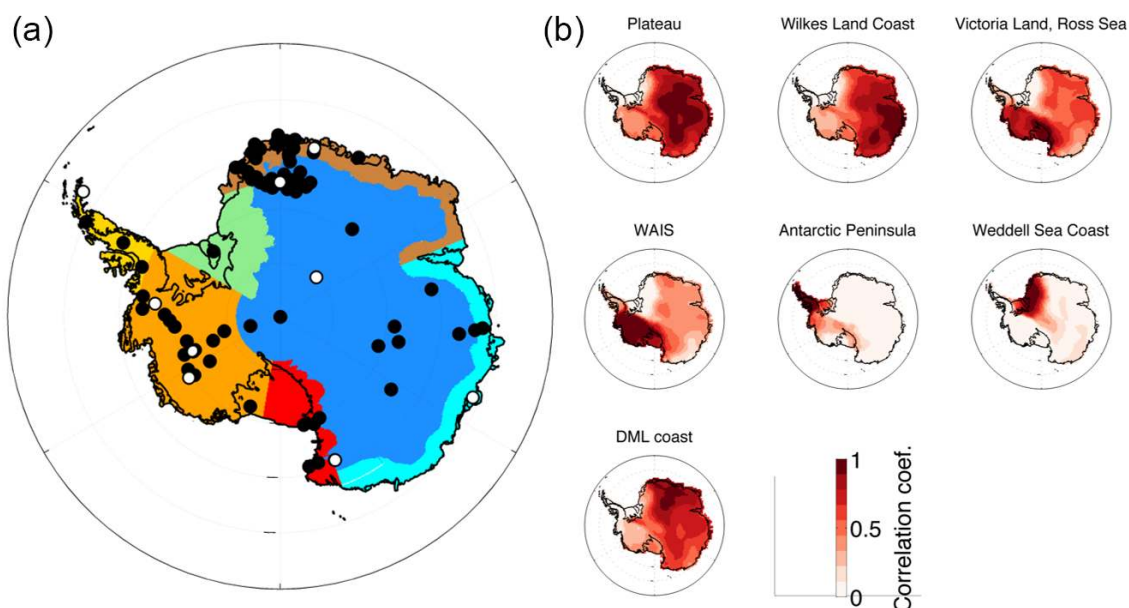 (a)
(b)
Plateau
Wilkes Land Coast
Victoria Land, Ross Sea
WAIS
Antarctic Peninsula
Weddell Sea Coast
DML coast
1
0.5
0
Correlation coef.